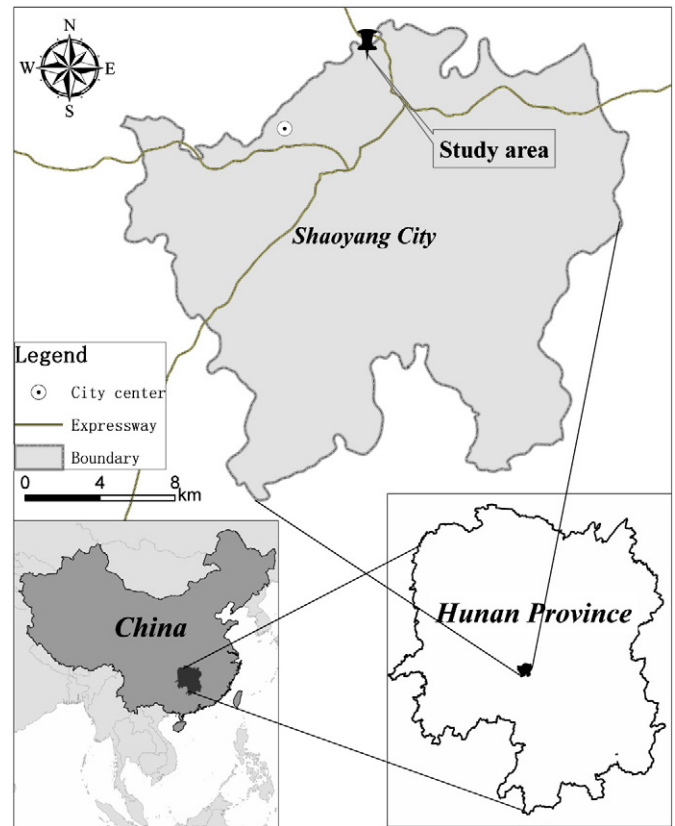 N
W E
S
Study area
Shaoyang City
Legend
City center
Expressway
Boundary
0 4 8
km
China
Hunan Province